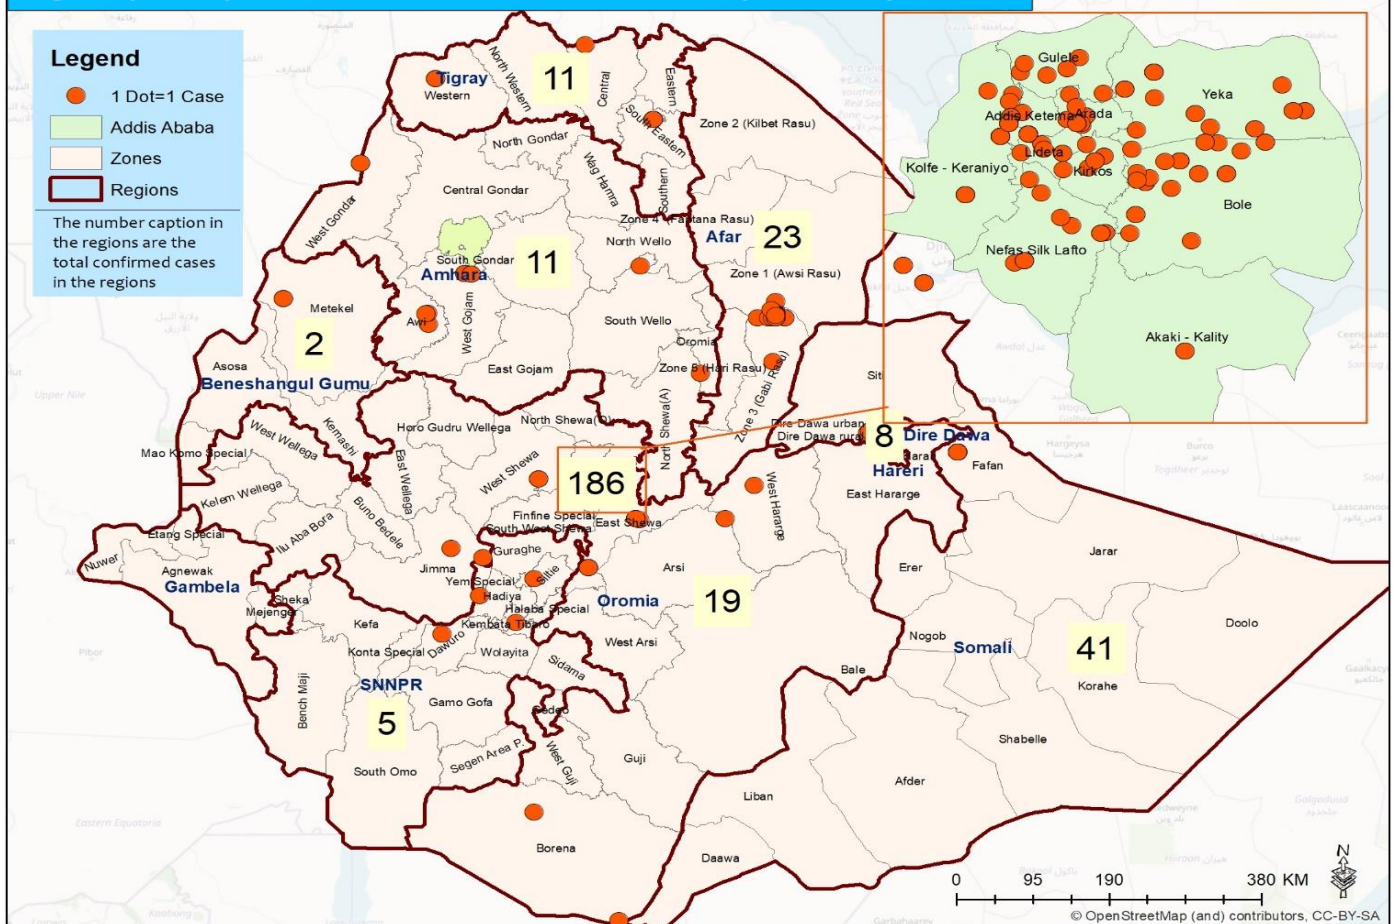 Legend
1 Dot=1 Case
Addis Ababa
Zones
Regions
The number caption in
the regions are the
total confirmed cases
in the regions
Tigray
Western
North Western
11
Central
Eastern
South Eastern
Southern
Zone 2 (Kilbet Rasu)
North Gondar
Wag Hamra
Central Gondar
West Gondar
Zone 4 (Fantana Rasu)
North Wello
Afar
23
South Gondar
Amhara
11
Zone 1 (Awsi Rasu)
Metekel
2
Awi
West Gojam
South Wello
Oromia
Asosa
Beneshangul Gumu
East Gojam
Zone 5 (Hari Rasu)
Zone 3 (Gabi Rasu)
Siti
Kemashi
Horo Gudru Wellega
North Shewa(O)
North Shewa(A)
Dire Dawa urban
Dire Dawa rural
8
Dire Dawa
Harari
Hareri
Fafan
West Wellega
Mao Komo Special
East Wellega
West Shewa
186
West Hararge
East Hararge
Kelem Wellega
Buno Bedele
Ilu Aba Bora
Finfine Special
South West Shewa
East Shewa
Etang Special
Nuwer
Agnewak
Gambela
Jimma
Guraghe
Yem Special
Siltie
Arsi
Erer
Jarar
Sheka
Mejenger
Kefa
Hadiya
Halaba Special
Kembata Tibaro
Oromia
19
Doolo
Konta Special
Dawuro
Wolayita
Sidama
West Arsi
Nogob
Somali
41
Korahe
Bale
SNNPR
5
Bench Maji
Gamo Gofa
Gedeo
Segen Area P.
West Guji
Guji
Shabelle
South Omo
Afder
Liban
Borena
Daawa
Gulele
Yeka
Addis Ketema
Arada
Lideta
Kirkos
Kolfe - Keraniyo
Bole
Nefas Silk Lafto
Akaki - Kality
Upper Nile
Pibor
Eastern Equatoria
Hargeysa
Burco
N
0 95 190 380 KM
© OpenStreetMap (and) contributors, CC-BY-SA